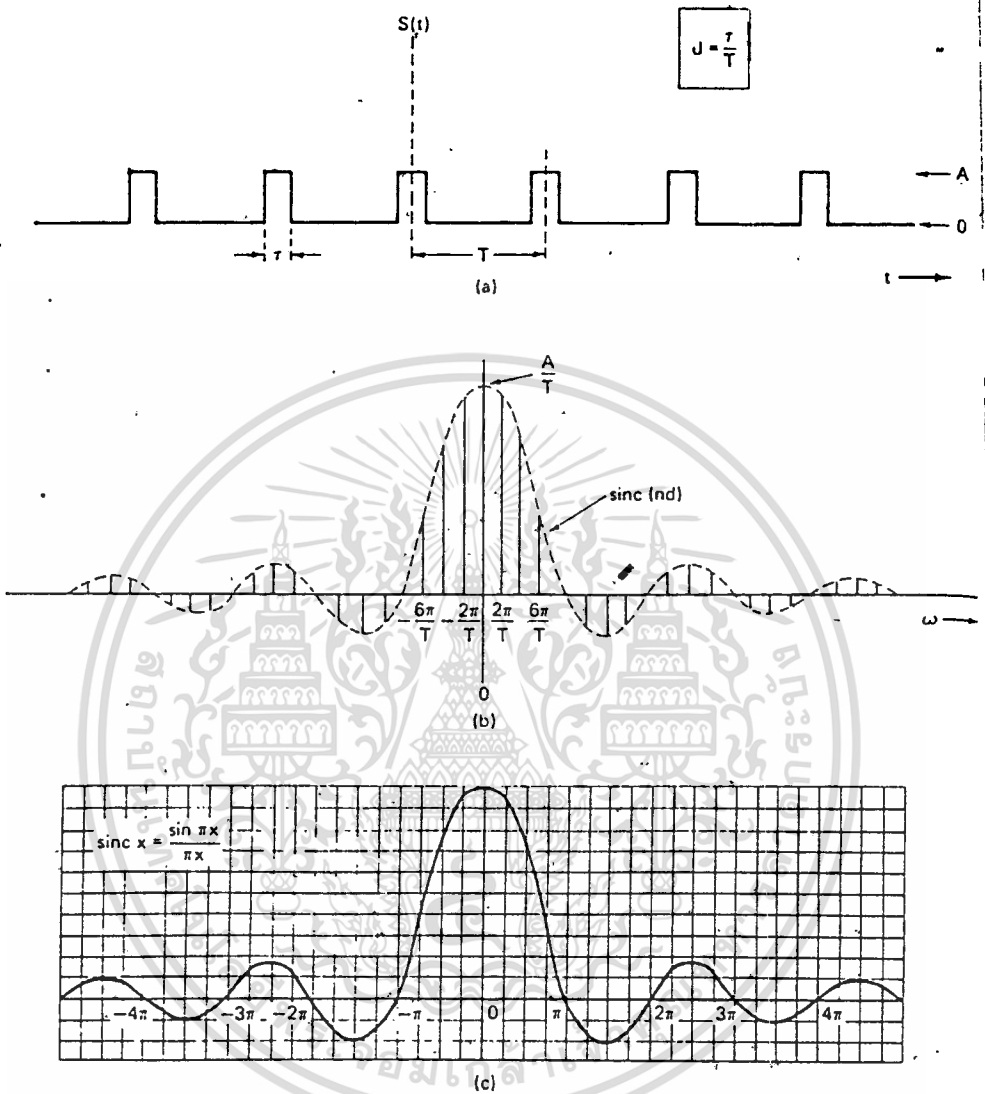 S(t)
J = τ/T
A
0
τ
T
t
(a)
A/T
sinc (nd)
−6π/T −2π/T 2π/T 6π/T
ω
0
(b)
sinc x = sin πx/πx
−4π −3π −2π −π 0 π 2π 3π 4π
(c)